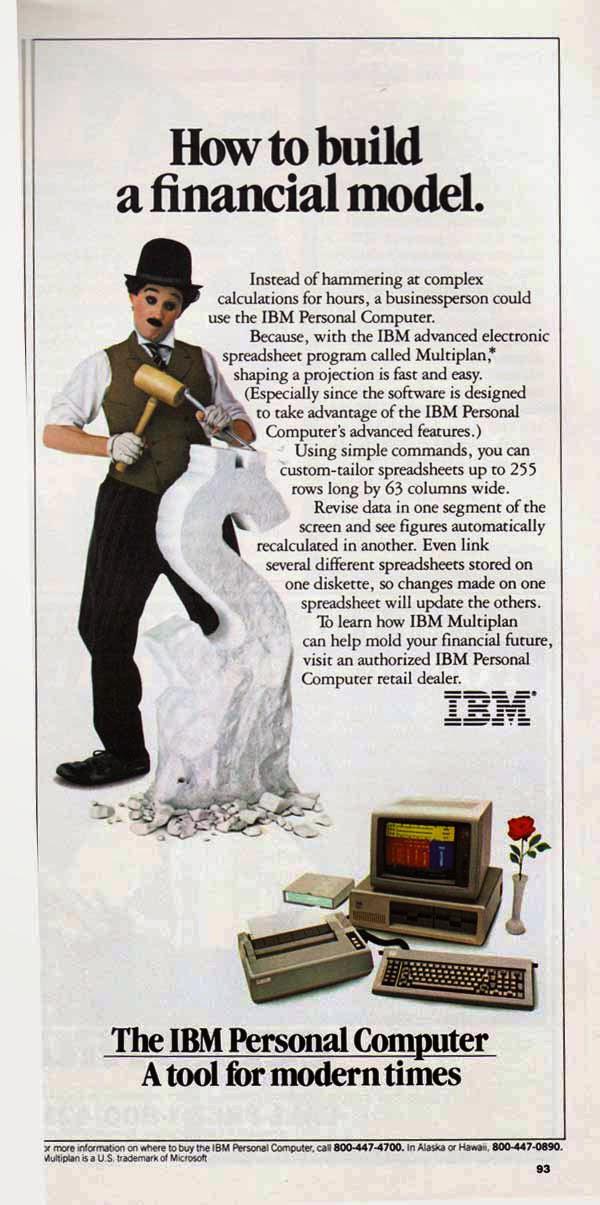 How to build
a financial model.
Instead of hammering at complex
calculations for hours, a businessperson could
use the IBM Personal Computer.
Because, with the IBM advanced electronic
spreadsheet program called Multiplan,*
shaping a projection is fast and easy.
(Especially since the software is designed
to take advantage of the IBM Personal
Computer's advanced features.)
Using simple commands, you can
custom-tailor spreadsheets up to 255
rows long by 63 columns wide.
Revise data in one segment of the
screen and see figures automatically
recalculated in another. Even link
several different spreadsheets stored on
one diskette, so changes made on one
spreadsheet will update the others.
To learn how IBM Multiplan
can help mold your financial future,
visit an authorized IBM Personal
Computer retail dealer.
IBM®
The IBM Personal Computer
A tool for modern times
or more information on where to buy the IBM Personal Computer, call 800-447-4700. In Alaska or Hawaii, 800-447-0890.
Multiplan is a U.S. trademark of Microsoft
93